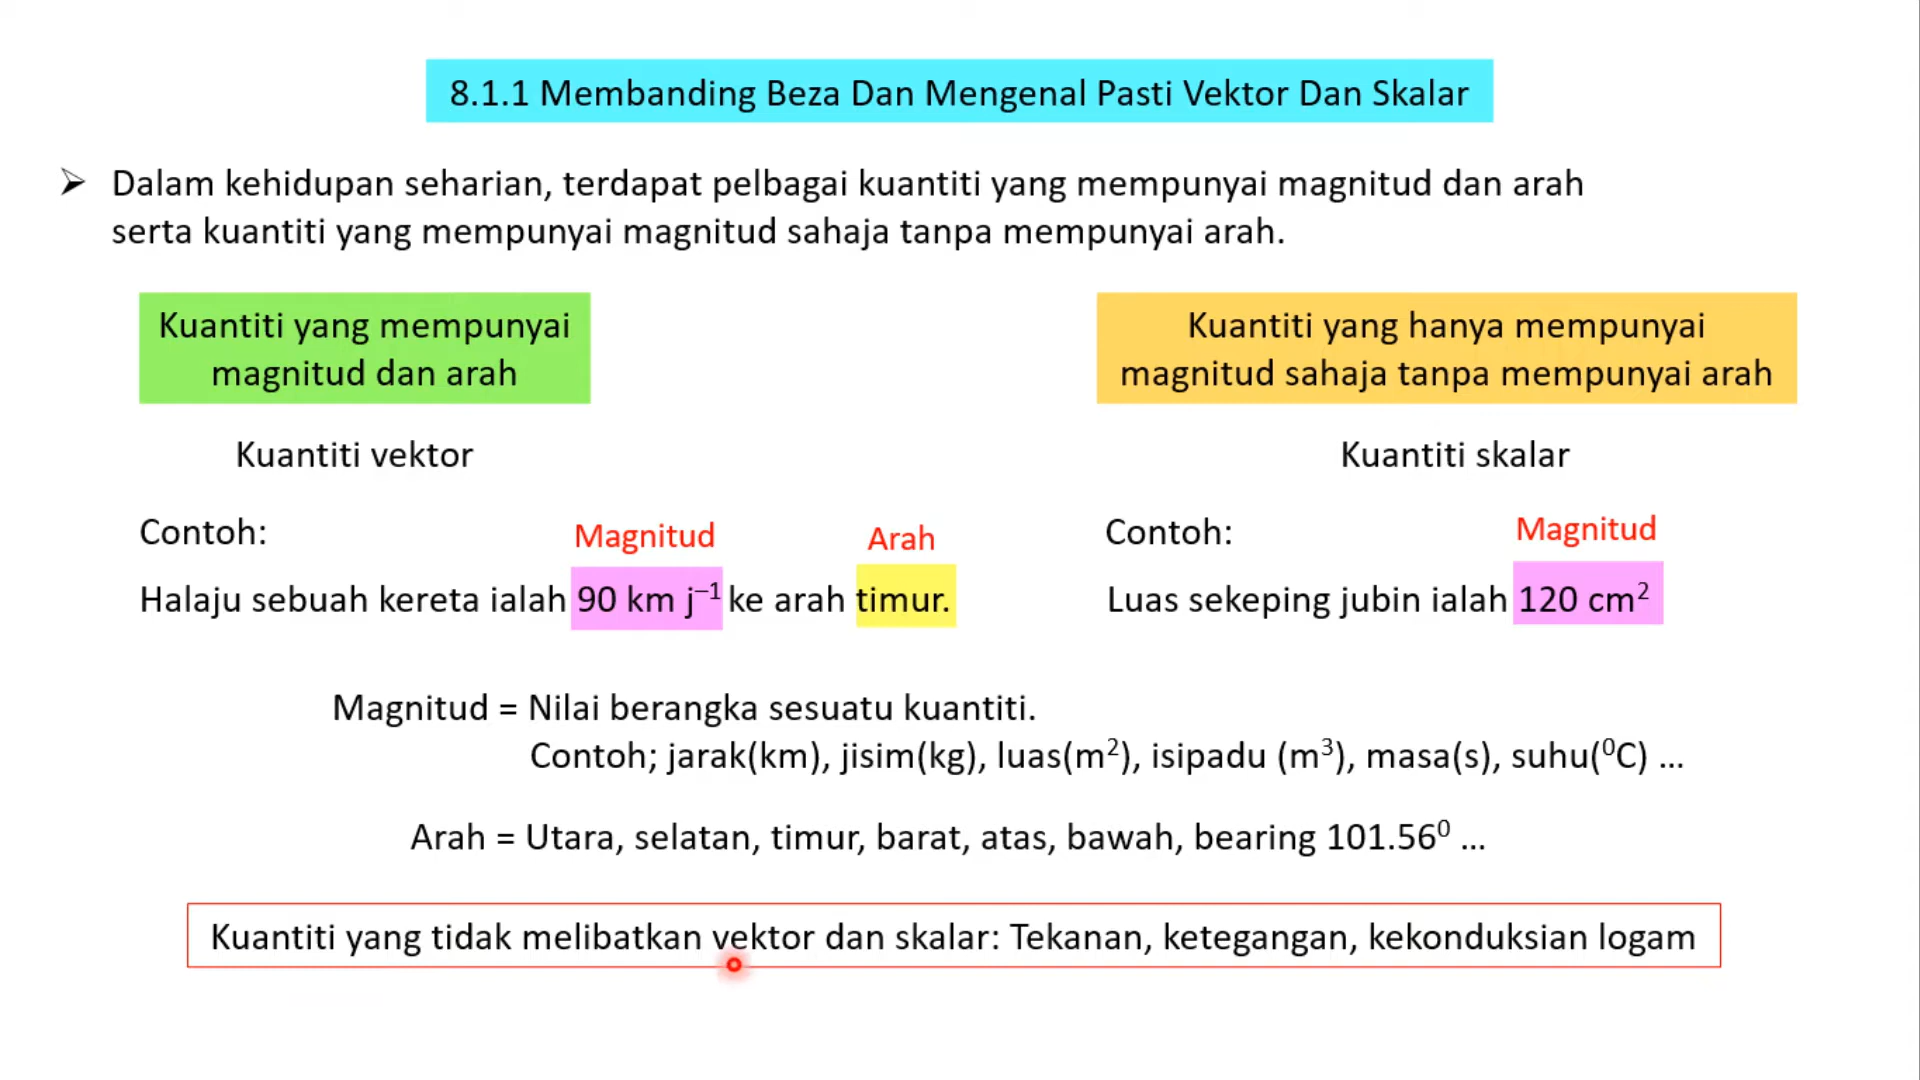 8.1.1 Membanding Beza Dan Mengenal Pasti Vektor Dan Skalar
➢ Dalam kehidupan seharian, terdapat pelbagai kuantiti yang mempunyai magnitud dan arah
serta kuantiti yang mempunyai magnitud sahaja tanpa mempunyai arah.
Kuantiti yang mempunyai
magnitud dan arah
Kuantiti vektor
Contoh:
Magnitud
Arah
Halaju sebuah kereta ialah 90 km j⁻¹ ke arah timur.
Kuantiti yang hanya mempunyai
magnitud sahaja tanpa mempunyai arah
Kuantiti skalar
Contoh:
Magnitud
Luas sekeping jubin ialah 120 cm²
Magnitud = Nilai berangka sesuatu kuantiti.
Contoh; jarak(km), jisim(kg), luas(m²), isipadu (m³), masa(s), suhu(⁰C) ...
Arah = Utara, selatan, timur, barat, atas, bawah, bearing 101.56⁰ ...
Kuantiti yang tidak melibatkan vektor dan skalar: Tekanan, ketegangan, kekonduksian logam